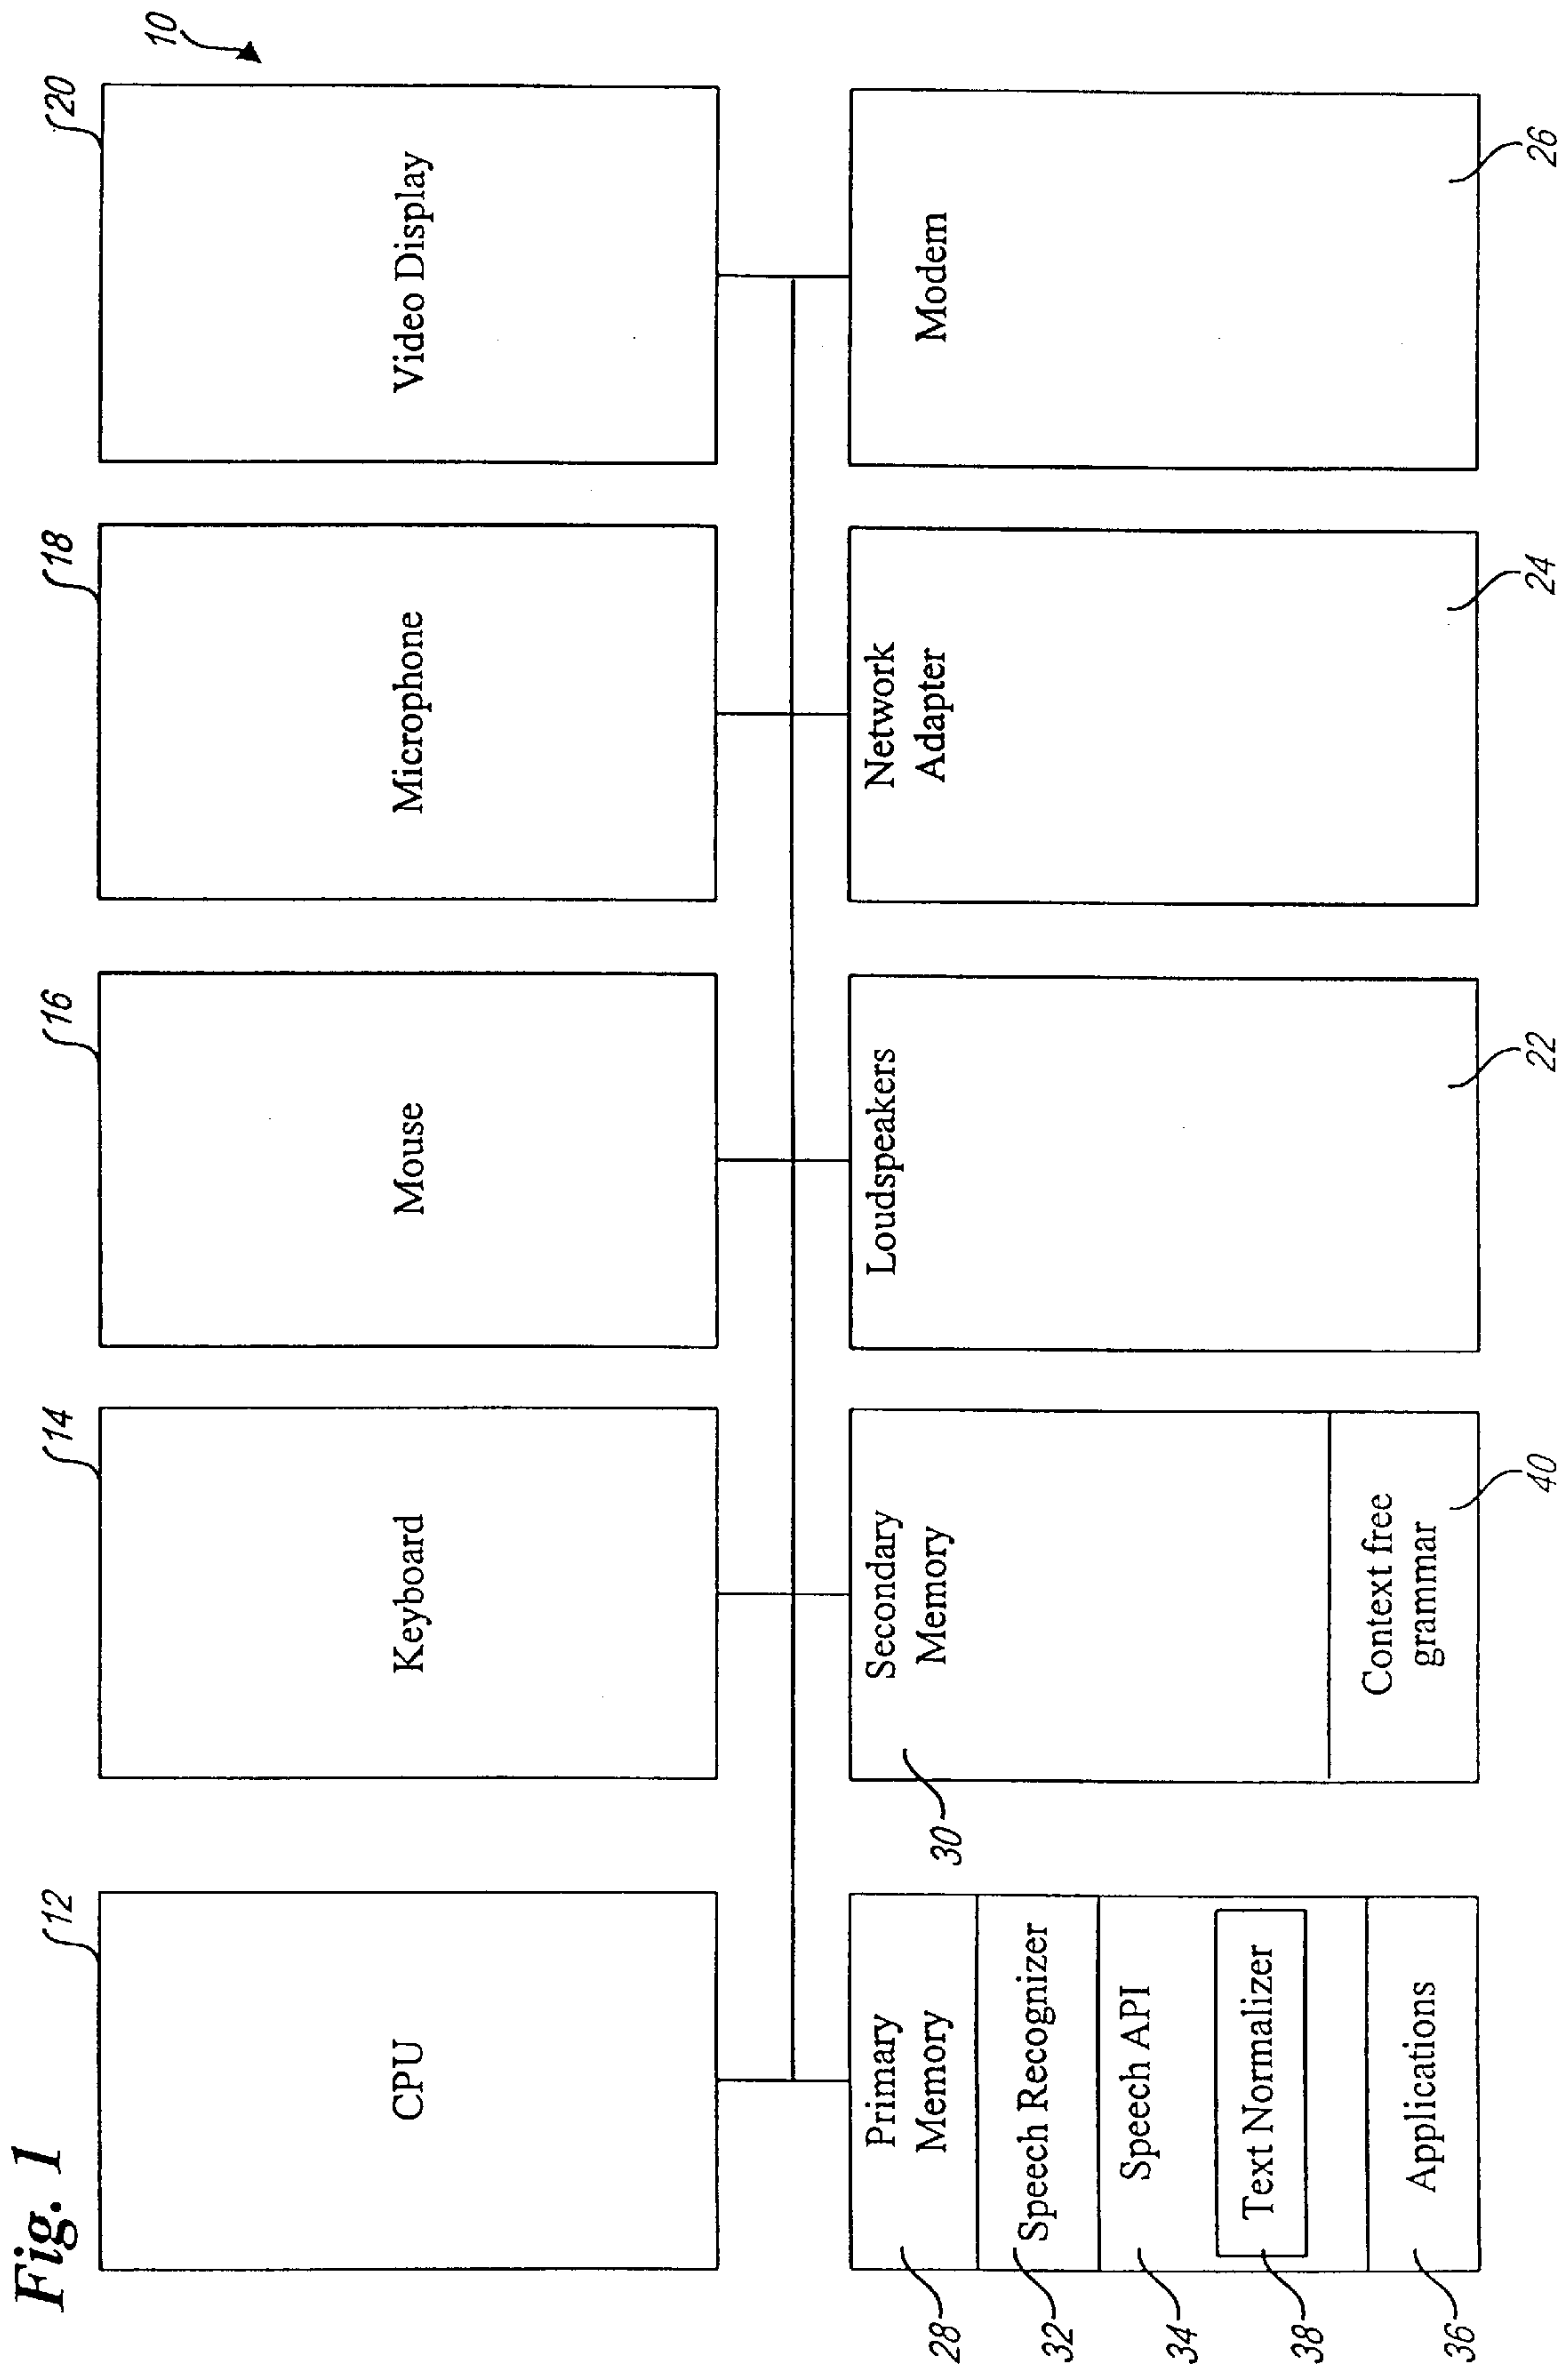 Fig. 1
10
12
14
16
18
20
CPU
Keyboard
Mouse
Microphone
Video Display
Primary
Memory
Speech Recognizer
Speech API
Text Normalizer
Applications
28
32
34
38
36
Secondary
Memory
30
Context free
grammar
40
Loudspeakers
22
Network
Adapter
24
Modem
26